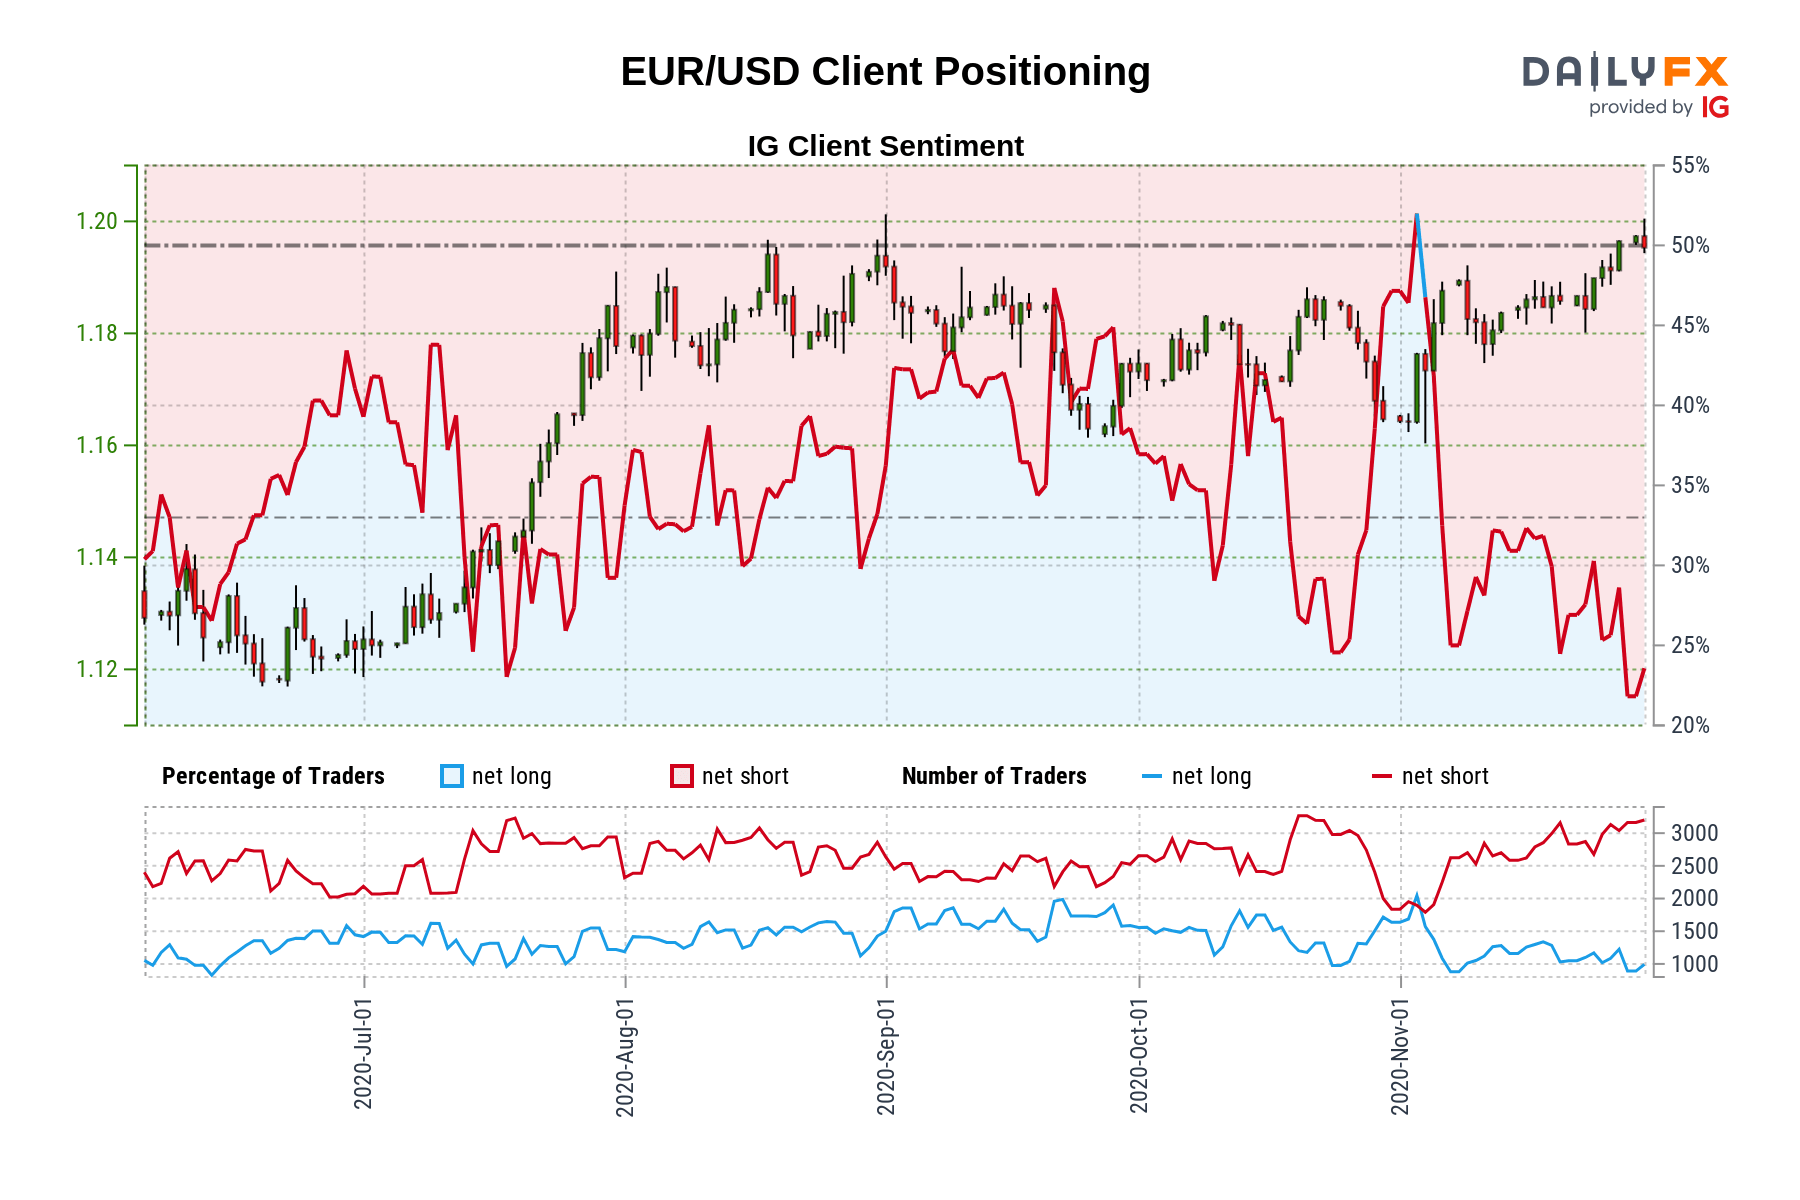 EUR/USD Client Positioning
DAILYFX
provided by IG
IG Client Sentiment
55%
1.20
50%
45%
1.18
40%
1.16
35%
1.14
30%
25%
1.12
20%
Percentage of Traders net long net short Number of Traders net long net short
3000
2500
2000
1500
1000
2020-Jul-01
2020-Aug-01
2020-Sep-01
2020-Oct-01
2020-Nov-01